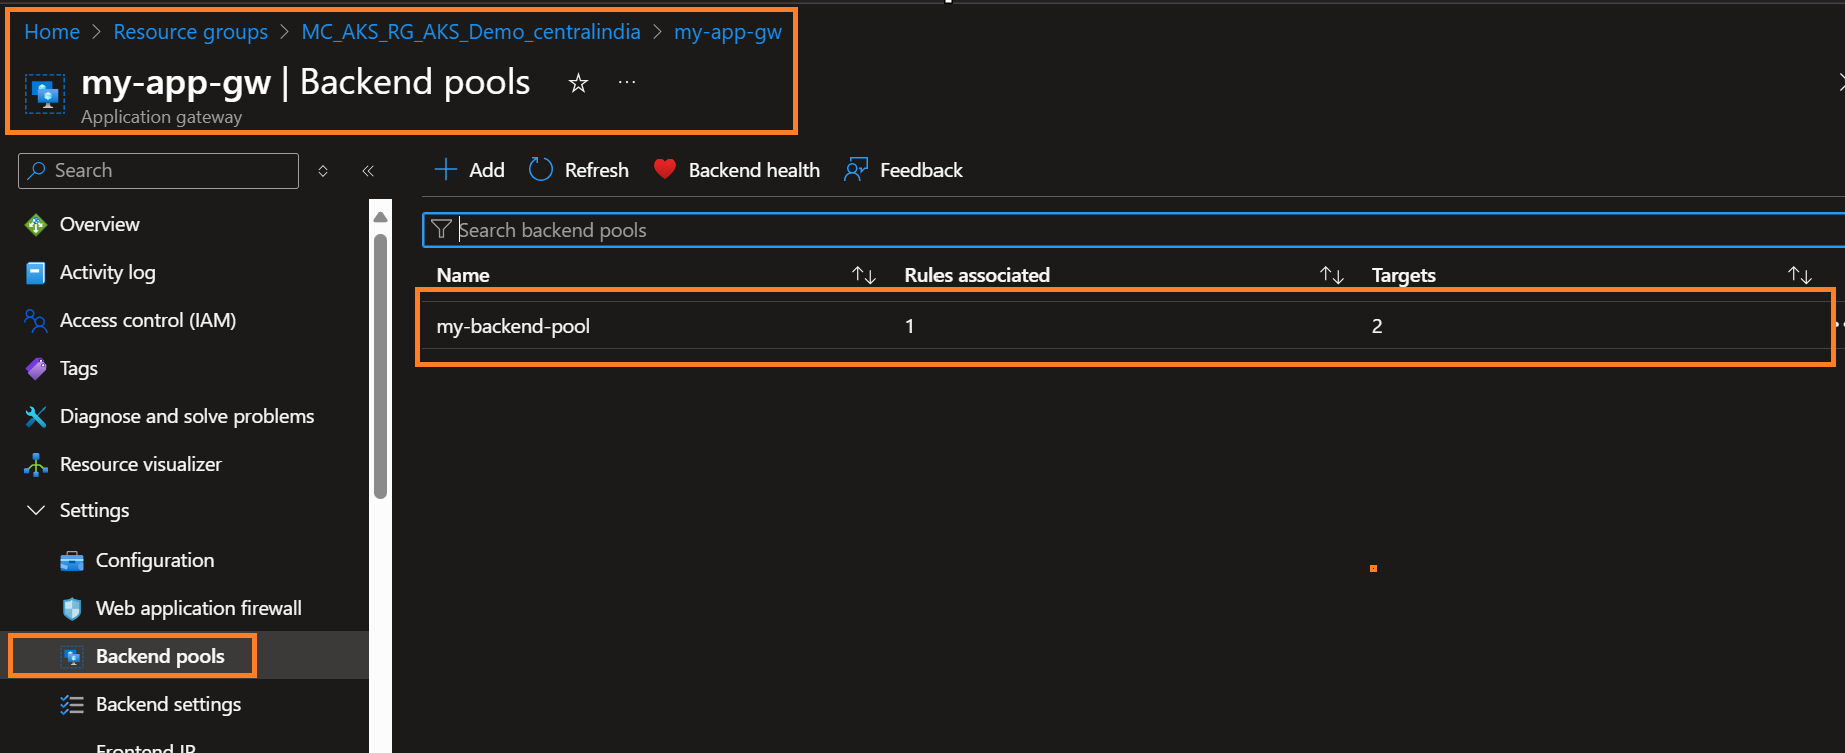 Home > Resource groups > MC_AKS_RG_AKS_Demo_centralindia > my-app-gw
my-app-gw | Backend pools
Application gateway
Search
Add Refresh Backend health Feedback
Search backend pools
Name Rules associated Targets
my-backend-pool 1 2
Overview
Activity log
Access control (IAM)
Tags
Diagnose and solve problems
Resource visualizer
Settings
Configuration
Web application firewall
Backend pools
Backend settings
Frontend IP